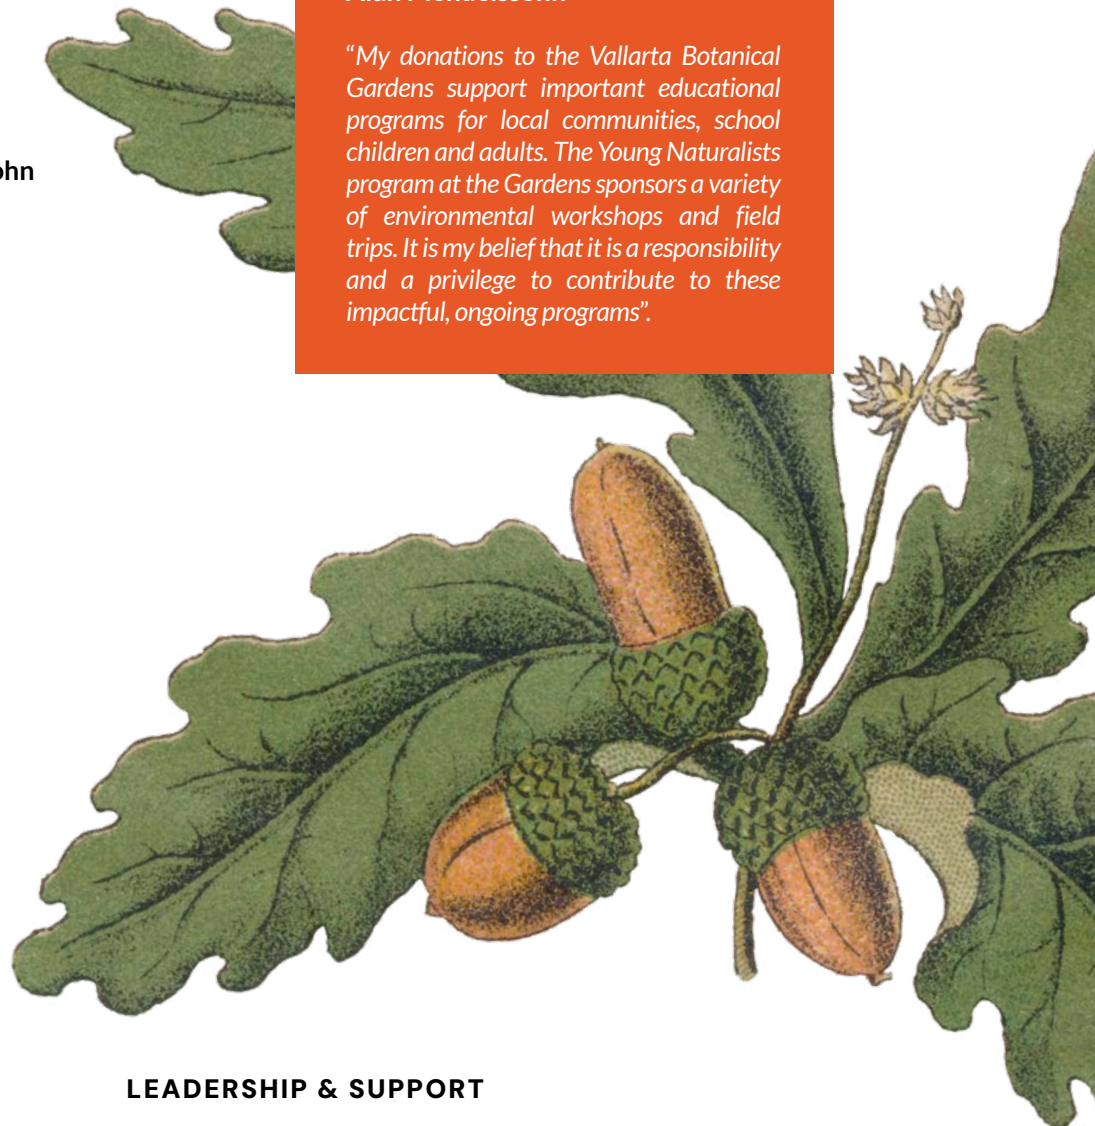 “My donations to the Vallarta Botanical
Gardens support important educational
programs for local communities, school
children and adults. The Young Naturalists
program at the Gardens sponsors a variety
of environmental workshops and field
trips. It is my belief that it is a responsibility
and a privilege to contribute to these
impactful, ongoing programs”.
LEADERSHIP & SUPPORT